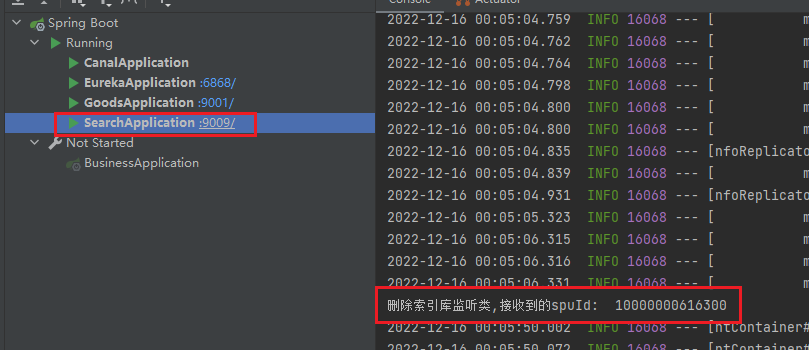 Spring Boot
Running
CanalApplication
EurekaApplication :6868/
GoodsApplication :9001/
SearchApplication :9009/
Not Started
BusinessApplication
Console Actuator
2022-12-16 00:05:04.759 INFO 16068 --- [ m
2022-12-16 00:05:04.762 INFO 16068 --- [ m
2022-12-16 00:05:04.764 INFO 16068 --- [ m
2022-12-16 00:05:04.798 INFO 16068 --- [ m
2022-12-16 00:05:04.800 INFO 16068 --- [ m
2022-12-16 00:05:04.800 INFO 16068 --- [ m
2022-12-16 00:05:04.835 INFO 16068 --- [nfoReplicato
2022-12-16 00:05:04.839 INFO 16068 --- [ m
2022-12-16 00:05:04.931 INFO 16068 --- [nfoReplicato
2022-12-16 00:05:05.323 INFO 16068 --- [ m
2022-12-16 00:05:06.315 INFO 16068 --- [ m
2022-12-16 00:05:06.316 INFO 16068 --- [ m
2022-12-16 00:05:06.331 INFO 16068 --- [ m
删除索引库监听类,接收到的spuId: 10000000616300
2022-12-16 00:05:50.002 INFO 16068 --- [ntContainer#
2022-12-16 00:05:50.072 INFO 16068 --- [ntContainer#